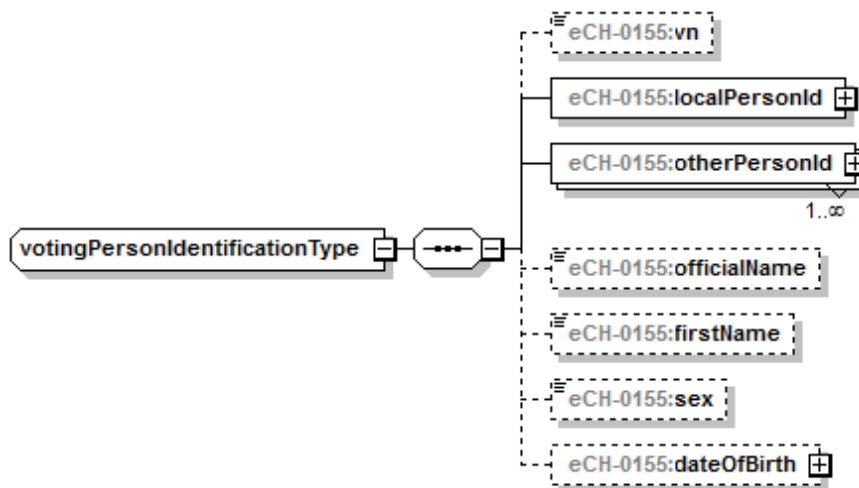 eCH-0155:vn
eCH-0155:localPersonId
eCH-0155:otherPersonId
1..∞
votingPersonIdentificationType
eCH-0155:officialName
eCH-0155:firstName
eCH-0155:sex
eCH-0155:dateOfBirth